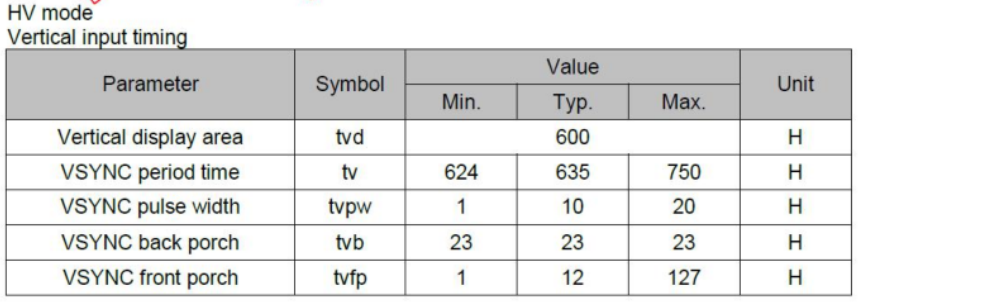 HV mode
Vertical input timing
Parameter Symbol Value Unit
Min. Typ. Max.
Vertical display area tvd 600 H
VSYNC period time tv 624 635 750 H
VSYNC pulse width tvpw 1 10 20 H
VSYNC back porch tvb 23 23 23 H
VSYNC front porch tvfp 1 12 127 H